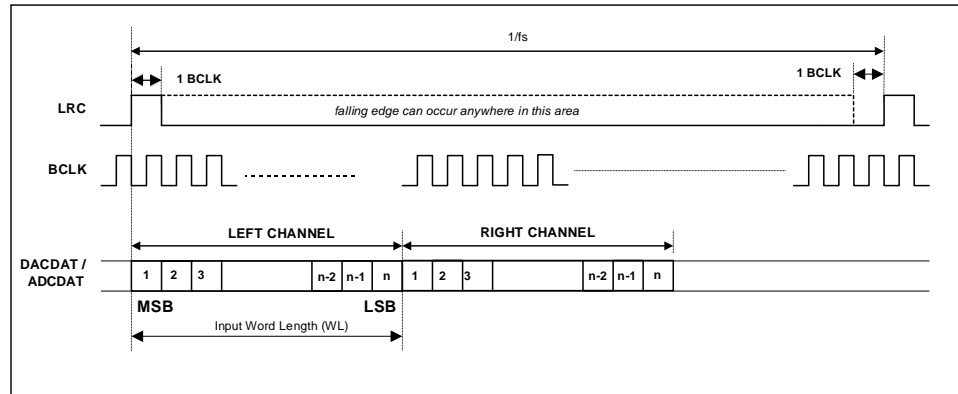 1/fs
1 BCLK
1 BCLK
LRC
falling edge can occur anywhere in this area
BCLK
LEFT CHANNEL
RIGHT CHANNEL
DACDAT /
ADCDAT
1 2 3 n-2 n-1 n 1 2 3 n-2 n-1 n
MSB
LSB
Input Word Length (WL)